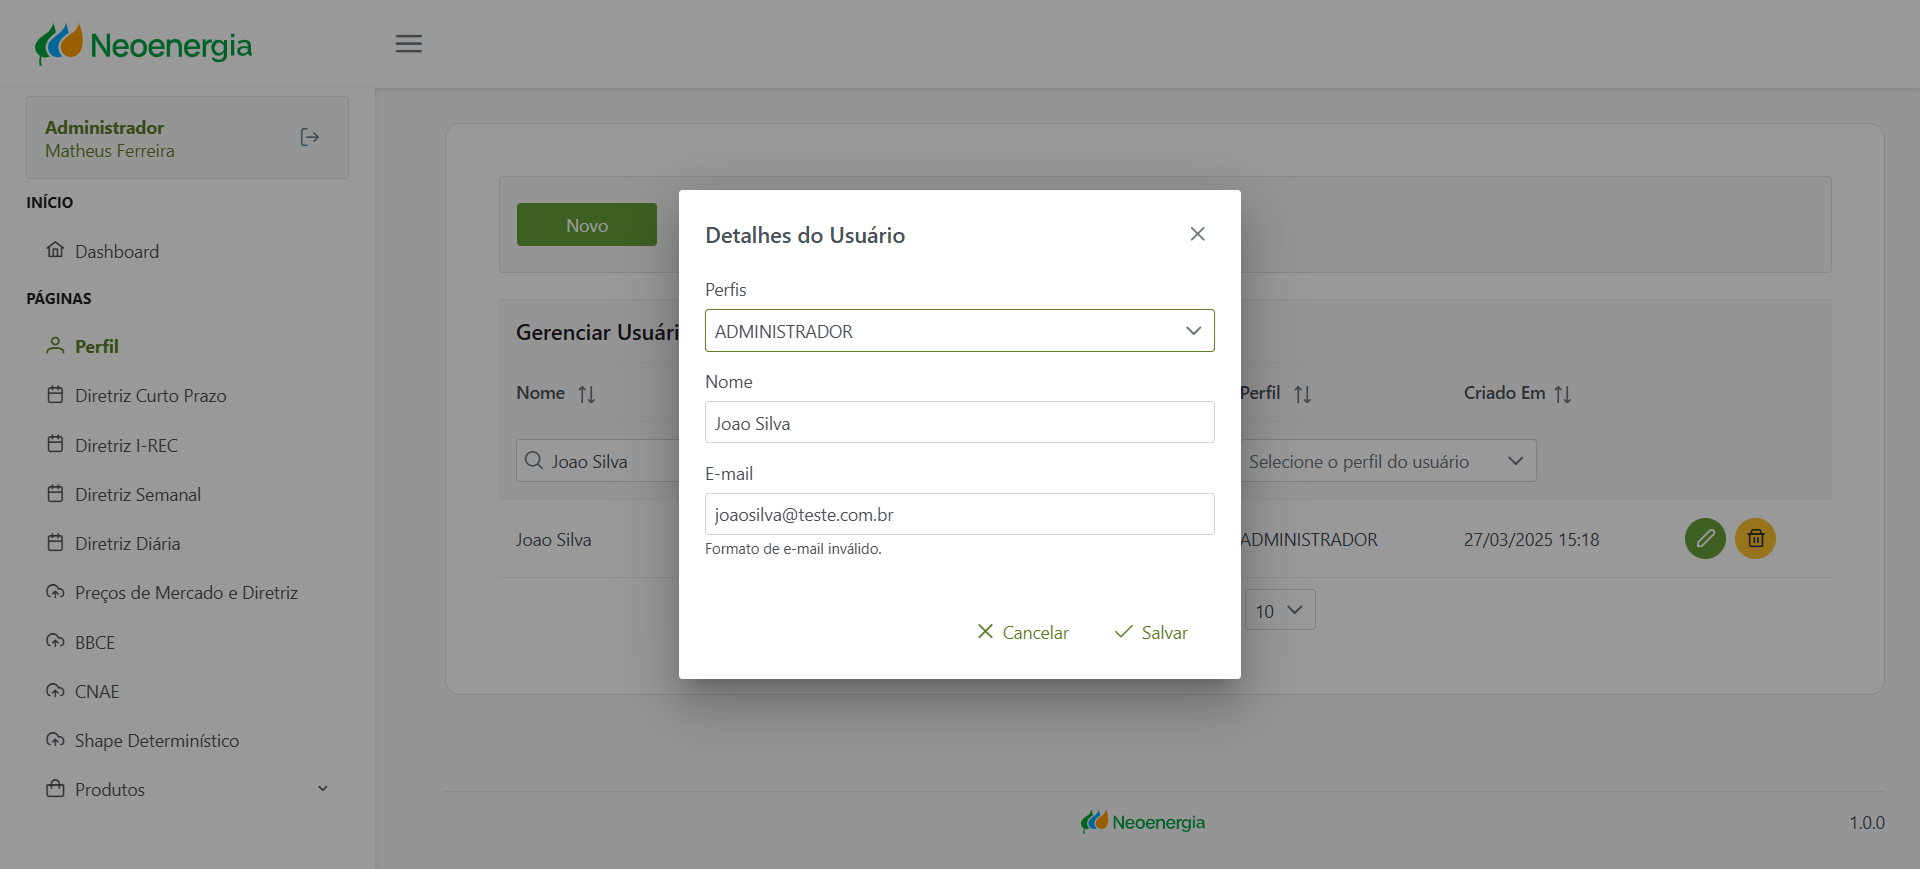 Neoenergia
Administrador
Matheus Ferreira
INÍCIO
Dashboard
PÁGINAS
Perfil
Diretriz Curto Prazo
Diretriz I-REC
Diretriz Semanal
Diretriz Diária
Preços de Mercado e Diretriz
BBCE
CNAE
Shape Determinístico
Produtos
Novo
Gerenciar Usuári
Nome
Perfil
Criado Em
Joao Silva
Selecione o perfil do usuário
Joao Silva
ADMINISTRADOR
27/03/2025 15:18
10
Detalhes do Usuário
Perfis
ADMINISTRADOR
Nome
Joao Silva
E-mail
joaosilva@teste.com.br
Formato de e-mail inválido.
Cancelar
Salvar
Neoenergia
1.0.0